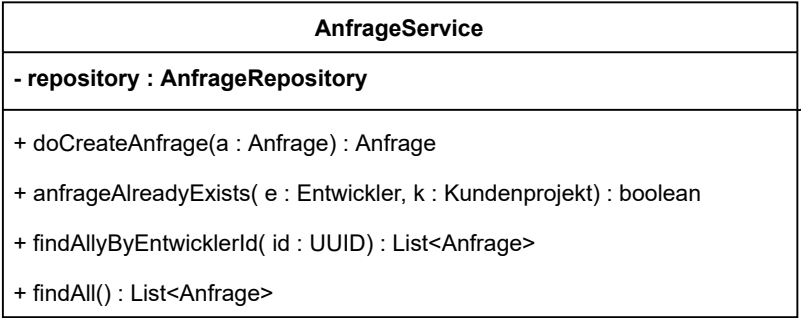 AnfrageService
- repository : AnfrageRepository
+ doCreateAnfrage(a : Anfrage) : Anfrage
+ anfrageAlreadyExists( e : Entwickler, k : Kundenprojekt) : boolean
+ findAllyByEntwicklerId( id : UUID) : List<Anfrage>
+ findAll() : List<Anfrage>